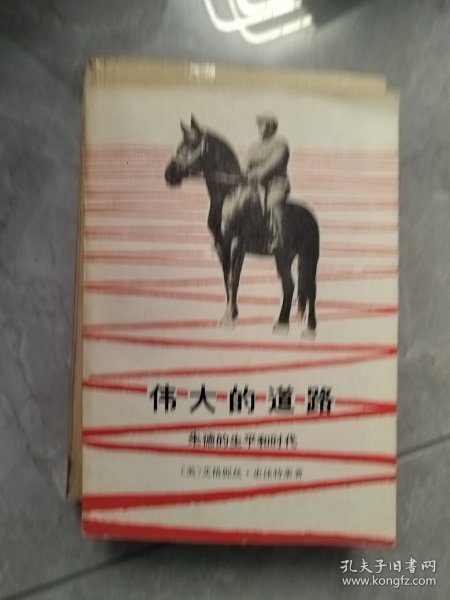 伟大的道路
朱德的生平和时代
〔美〕艾格妮丝·史沫特莱著
孔夫子旧书网
www.kongfz.com